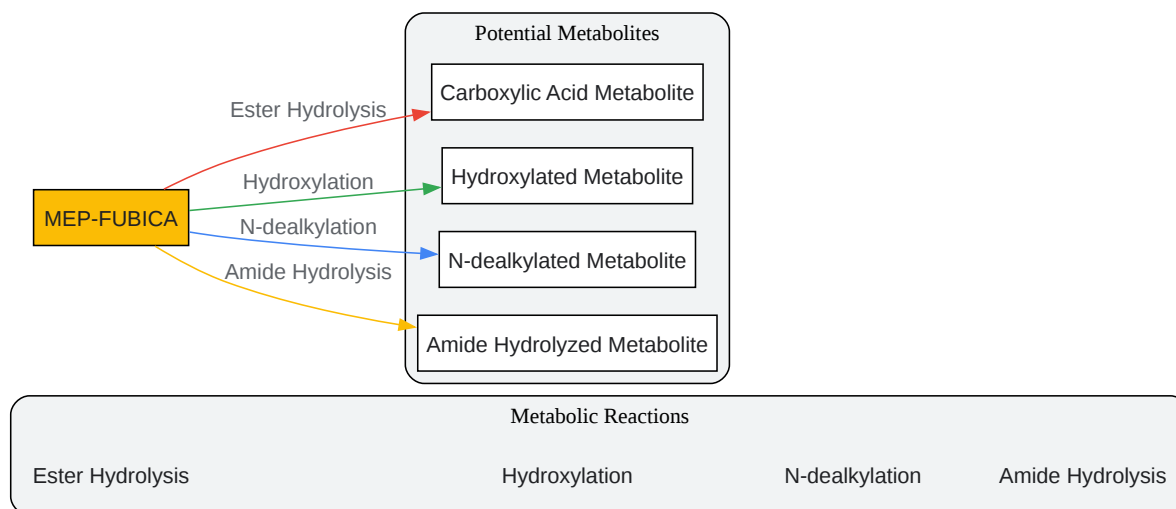 Potential Metabolites
Carboxylic Acid Metabolite
Ester Hydrolysis
Hydroxylation
Hydroxylated Metabolite
MEP-FUBICA
N-dealkylation
N-dealkylated Metabolite
Amide Hydrolysis
Amide Hydrolyzed Metabolite
Metabolic Reactions
Ester Hydrolysis Hydroxylation N-dealkylation Amide Hydrolysis